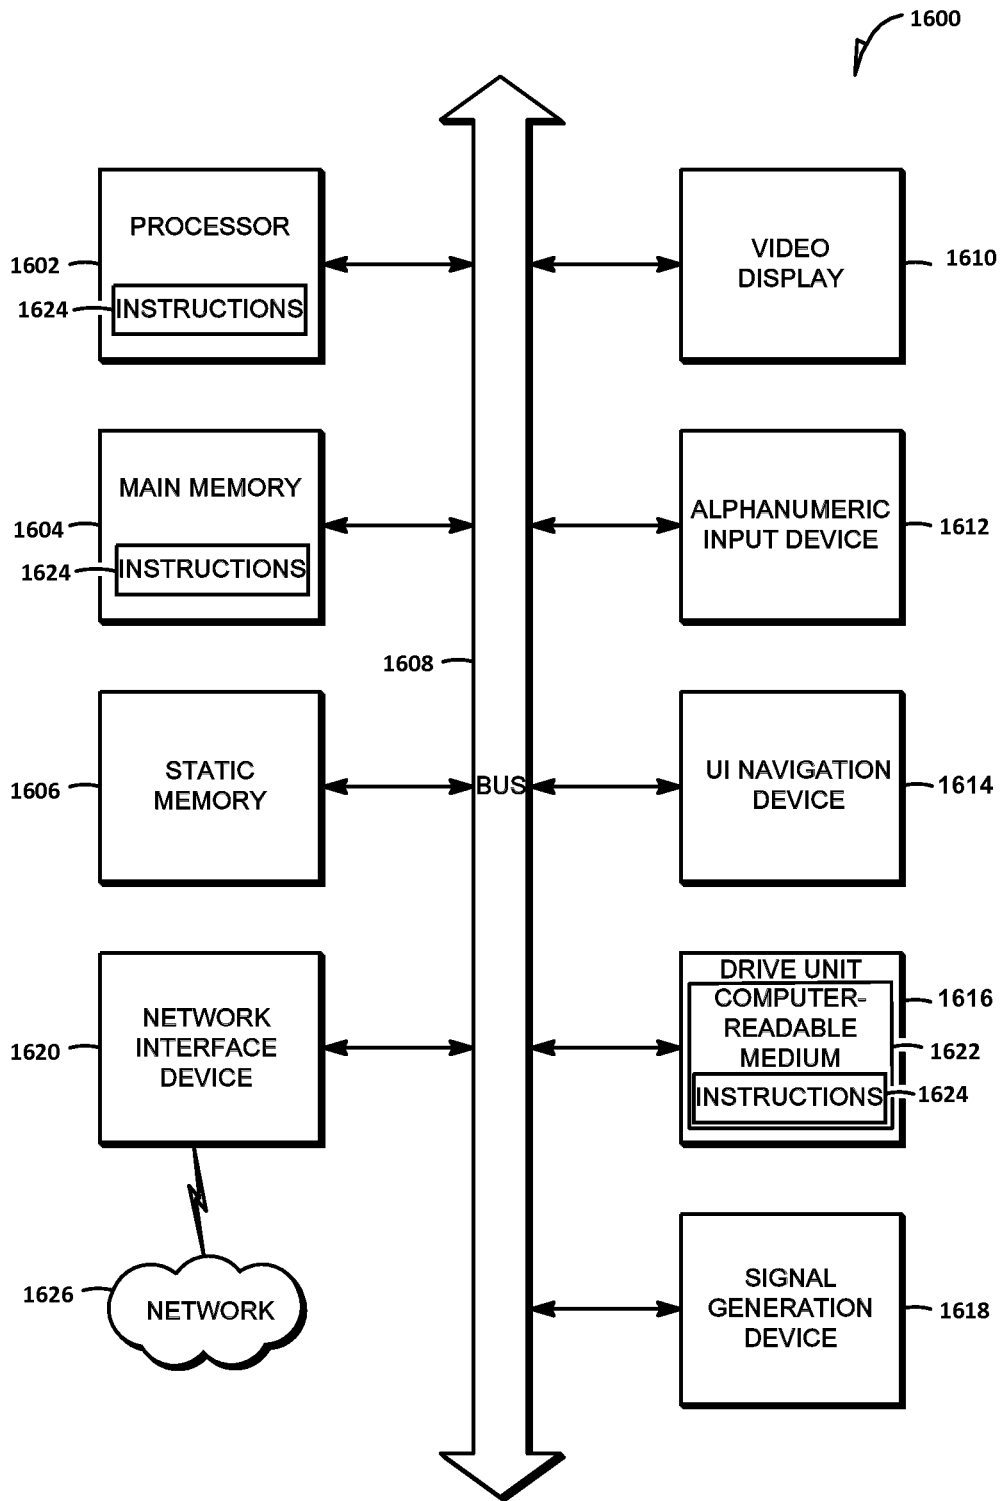 1600
PROCESSOR
1602
1624
INSTRUCTIONS
VIDEO
DISPLAY
1610
MAIN MEMORY
1604
1624
INSTRUCTIONS
ALPHANUMERIC
INPUT DEVICE
1612
1608
STATIC
MEMORY
1606
BUS
UI NAVIGATION
DEVICE
1614
NETWORK
INTERFACE
DEVICE
1620
DRIVE UNIT
COMPUTER-
READABLE
MEDIUM
INSTRUCTIONS
1616
1622
1624
1626
NETWORK
SIGNAL
GENERATION
DEVICE
1618